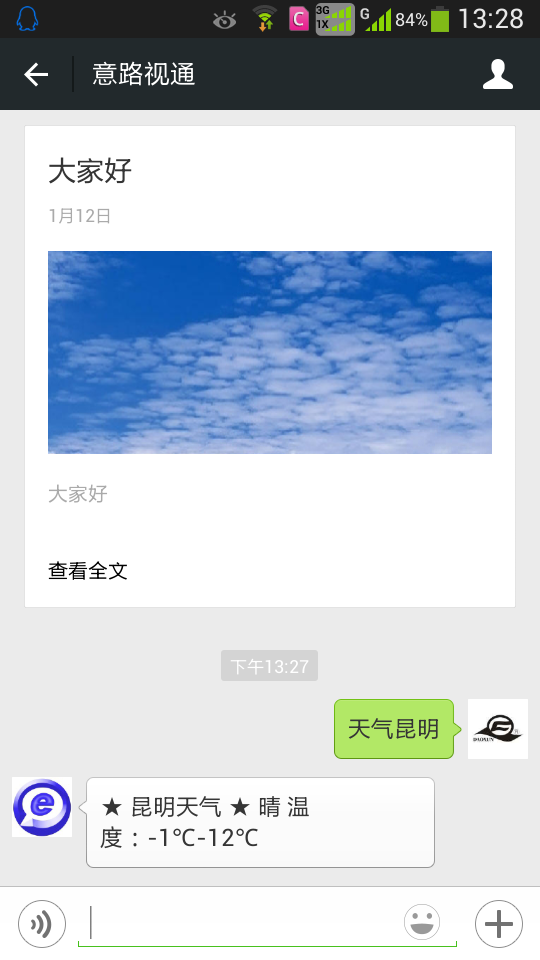 3G
1X
G
84%
13:28
意路视通
大家好
1月12日
大家好
查看全文
下午13:27
天气昆明
★ 昆明天气 ★ 晴 温
度：-1℃-12℃